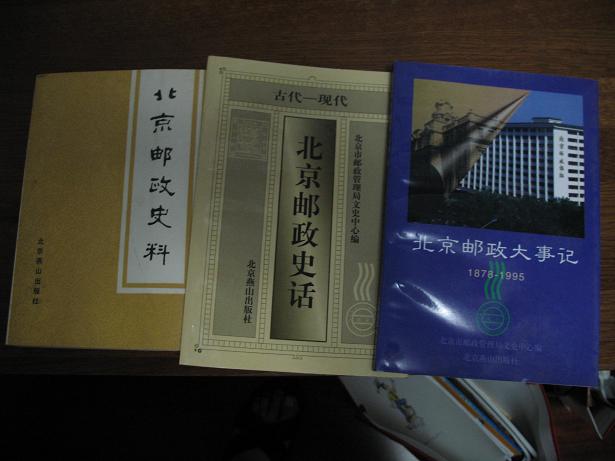 北京邮政史料
北京燕山出版社
古代—现代
北京市邮政管理局文史中心编
北京邮政史话
北京燕山出版社
北京邮政大事记
1878-1995
北京市邮政管理局文史中心编
北京燕山出版社